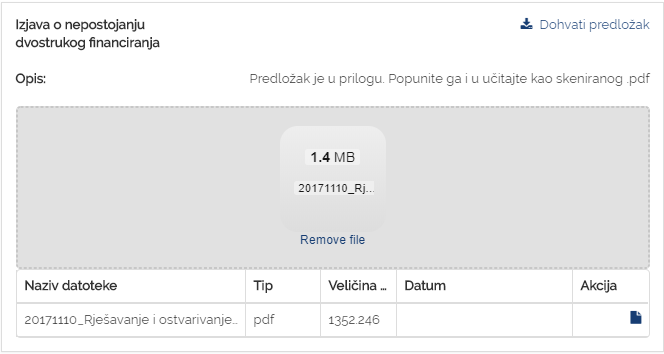 Izjava o nepostojanju
dvostrukog financiranja
Dohvati predložak
Opis:
Predložak je u prilogu. Popunite ga i u učitajte kao skeniranog .pdf
1.4 MB
20171110_Rj...
Remove file
Naziv datoteke Tip Veličina ... Datum Akcija
20171110_Rješavanje i ostvarivanje... pdf 1352.246